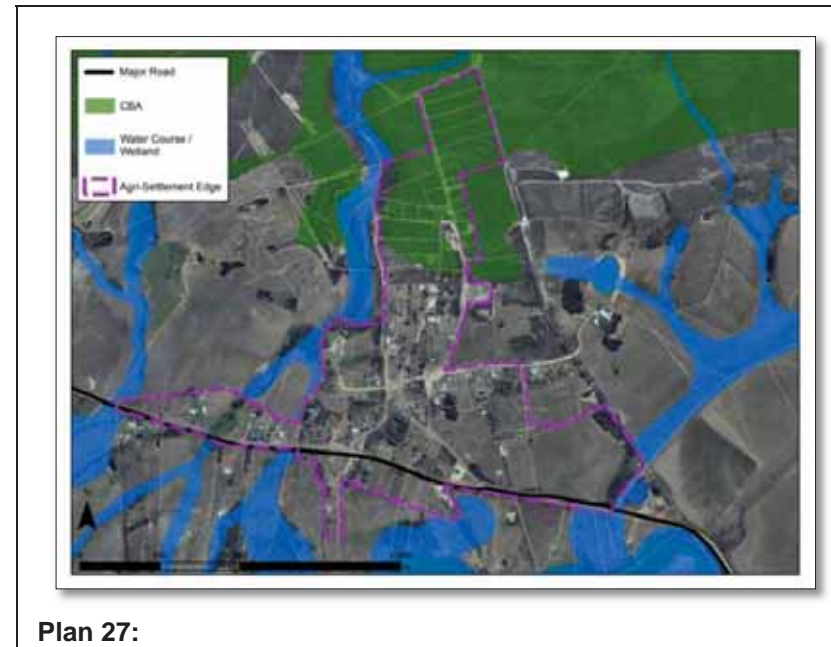 Major Road
CBA
Water Course /
Wetland
Agri-Settlement Edge
Plan 27: